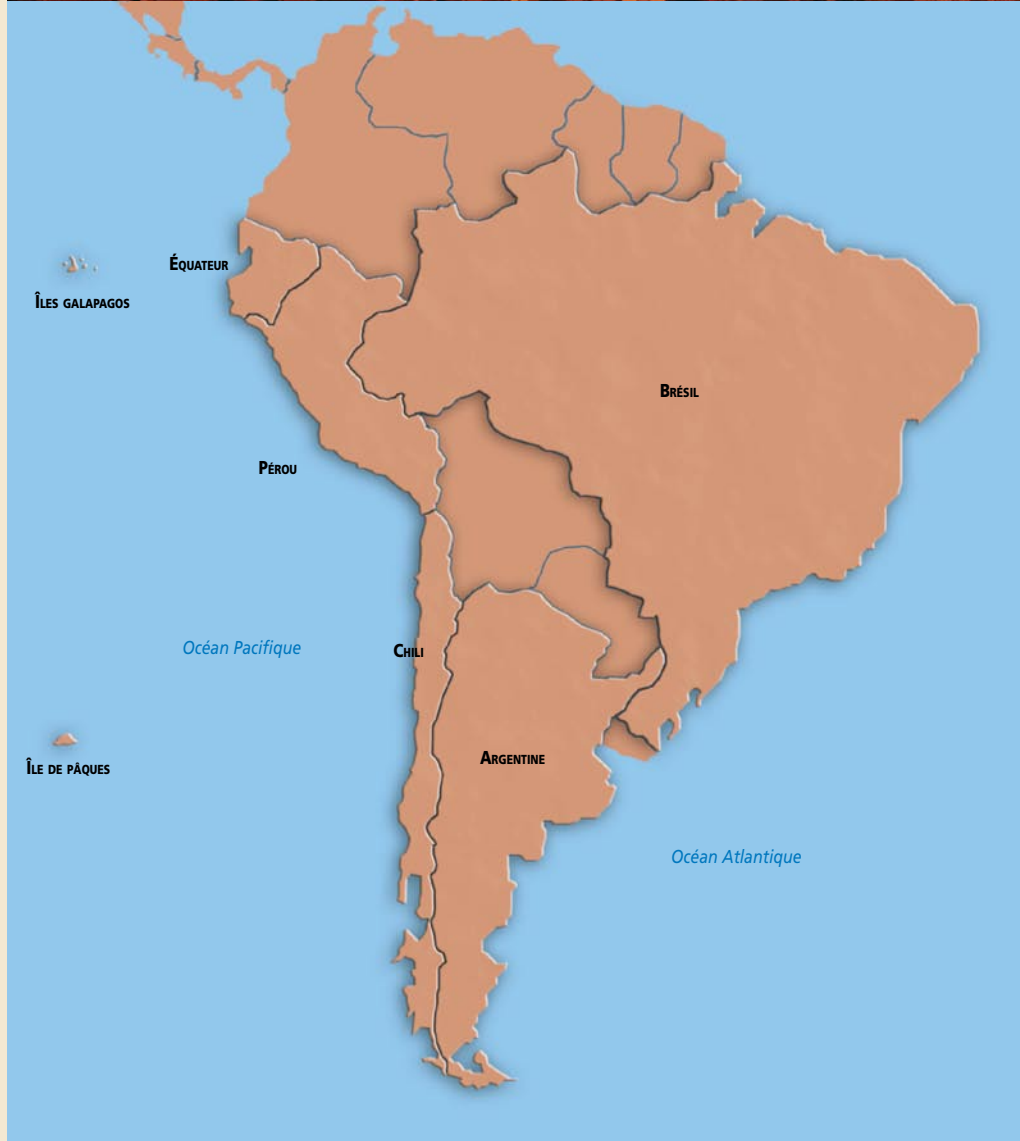 Équateur
Îles galapagos
Brésil
Pérou
Océan Pacifique
Chili
Île de pâques
Argentine
Océan Atlantique